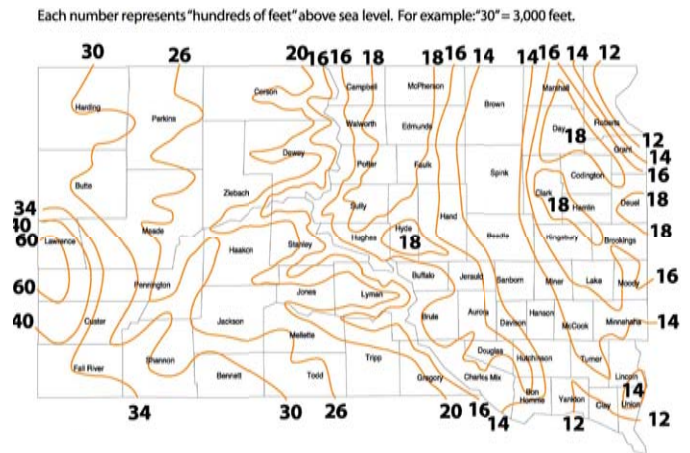 Each number represents "hundreds of feet" above sea level. For example:"30" = 3,000 feet.
30 26 20 16 16 18 18 16 14 14 16 14 12
Corson Campbell McPherson Marshall
Harding Perkins Brown Roberts
Walworth Edmunds Day 18
12
Dewey Grant
14
Potter Faulk Spink Codington
16
Butte Ziebach Clark
18
34 Sully Hand 18 Hamlin Deuel
40 Meade Hyde
18
60 Lawrence Haakon Stanley Hughes 18 Beadle Kingsbury Brookings
Buffalo Jerauld Sanborn Miner Lake Moody 16
60 Pennington Jones Lyman
Brule Aurora Hanson
40 Custer Jackson Davison McCook Minnehaha 14
Mellette
Shannon Tripp Douglas Hutchinson Turner
Fall River Bennett Todd Gregory Charles Mix Lincoln
14
Bon Homme Yankton Clay Union
34 30 26 20 16 14 12 12